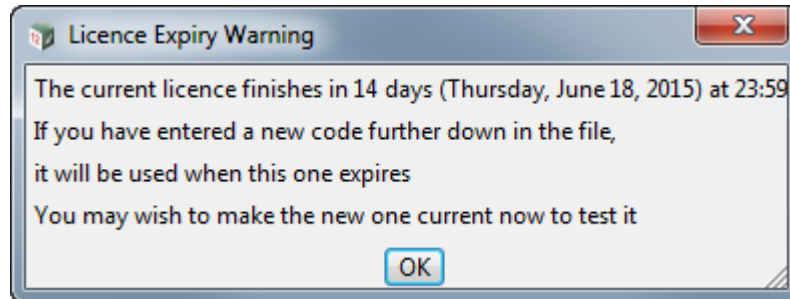 Licence Expiry Warning
The current licence finishes in 14 days (Thursday, June 18, 2015) at 23:59
If you have entered a new code further down in the file,
it will be used when this one expires
You may wish to make the new one current now to test it
OK